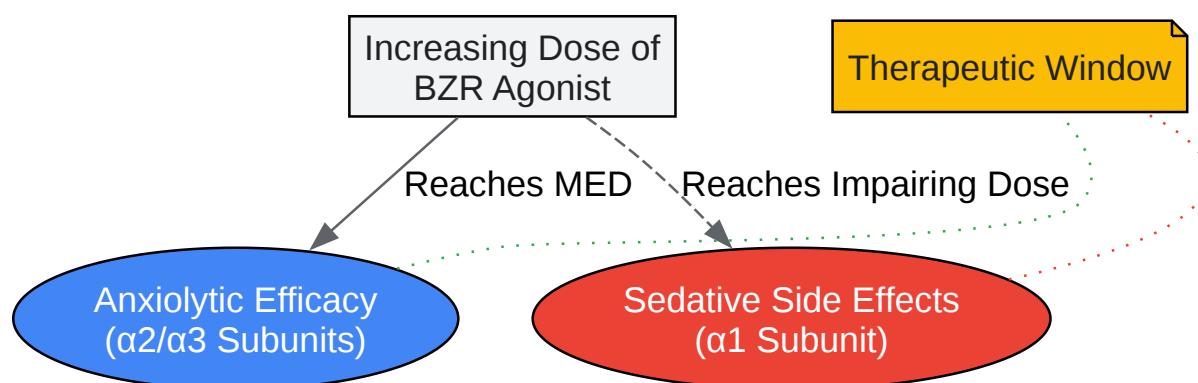 Increasing Dose of
BZR Agonist
Therapeutic Window
Reaches MED
Reaches Impairing Dose
Anxiolytic Efficacy
(α2/α3 Subunits)
Sedative Side Effects
(α1 Subunit)